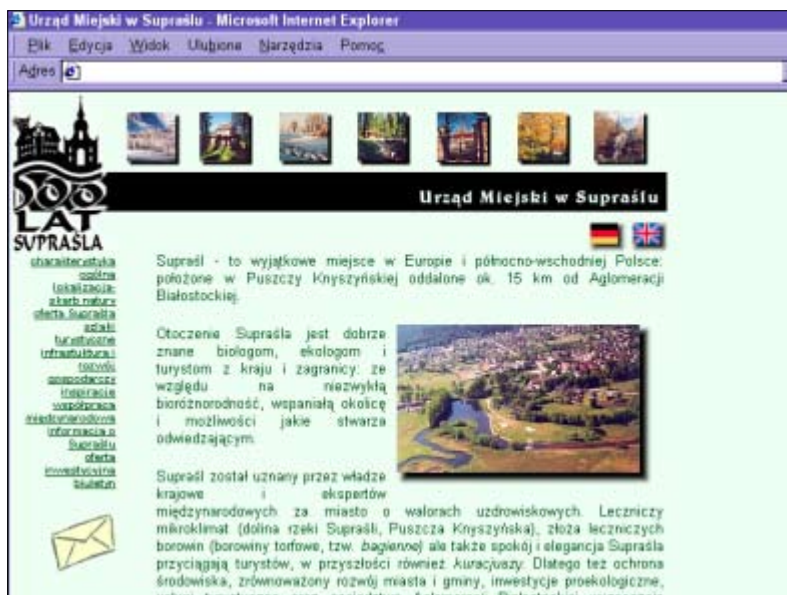 Urząd Miejski w Supraślu - Microsoft Internet Explorer
Plik Edycja Widok Ulubione Narzędzia Pomoc
Adres
500
LAT
SUPRAŚLA
Urząd Miejski w Supraślu
charakterystyka
ogólna
lokalizacja-
skarb natury
oferta Supraśla
szlaki
turystyczne
infrastuktura i
rozwój
gospodarczy
inspiracje
współpraca
międzynarodowa
informacja o
Supraślu
oferta
inwestycyjna
biuletyn
Supraśl - to wyjątkowe miejsce w Europie i północno-wschodniej Polsce:
położone w Puszczy Knyszyńskiej oddalone ok. 15 km od Aglomeracji
Białostockiej.
Otoczenie Supraśla jest dobrze
znane biologom, ekologom i
turystom z kraju i zagranicy: ze
względu na niezwykłą
bioróżnorodność, wspaniałą okolicę
i możliwości jakie stwarza
odwiedzającym.
Supraśl został uznany przez władze
krajowe i ekspertów
międzynarodowych za miasto o walorach uzdrowiskowych. Leczniczy
mikroklimat (dolina rzeki Supraśli, Puszcza Knyszyńska), złoża leczniczych
borowin (borowiny torfowe, tzw. bagienne) ale także spokój i elegancja Supraśla
przyciągają turystów, w przyszłości również kuracjuszy. Dlatego też ochrona
środowiska, zrównoważony rozwój miasta i gminy, inwestycje proekologiczne,